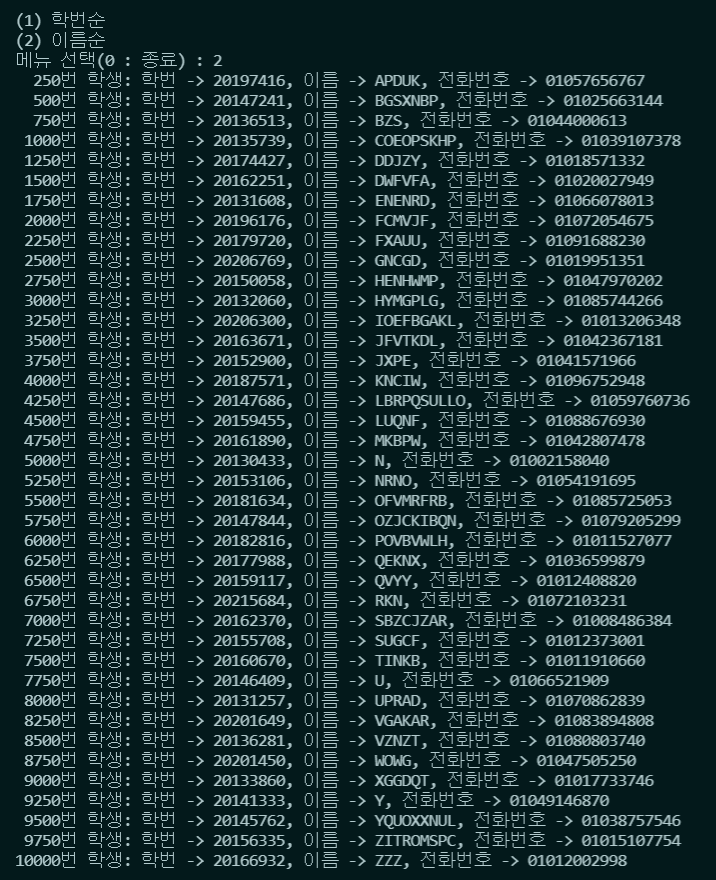 (1) 학번순
(2) 이름순
메뉴 선택(0 : 종료) : 2
250번 학생: 학번 -> 20197416, 이름 -> APDUK, 전화번호 -> 01057656767
500번 학생: 학번 -> 20147241, 이름 -> BGSXNBP, 전화번호 -> 01025663144
750번 학생: 학번 -> 20136513, 이름 -> BZS, 전화번호 -> 01044000613
1000번 학생: 학번 -> 20135739, 이름 -> COEOPSKHP, 전화번호 -> 01039107378
1250번 학생: 학번 -> 20174427, 이름 -> DDJZY, 전화번호 -> 01018571332
1500번 학생: 학번 -> 20162251, 이름 -> DWFVFA, 전화번호 -> 01020027949
1750번 학생: 학번 -> 20131608, 이름 -> ENENRD, 전화번호 -> 01066078013
2000번 학생: 학번 -> 20196176, 이름 -> FCMVJF, 전화번호 -> 01072054675
2250번 학생: 학번 -> 20179720, 이름 -> FXAUU, 전화번호 -> 01091688230
2500번 학생: 학번 -> 20206769, 이름 -> GNCGD, 전화번호 -> 01019951351
2750번 학생: 학번 -> 20150058, 이름 -> HENHWMP, 전화번호 -> 01047970202
3000번 학생: 학번 -> 20132060, 이름 -> HYMGPLG, 전화번호 -> 01085744266
3250번 학생: 학번 -> 20206300, 이름 -> IOEFBGAKL, 전화번호 -> 01013206348
3500번 학생: 학번 -> 20163671, 이름 -> JFVTKDL, 전화번호 -> 01042367181
3750번 학생: 학번 -> 20152900, 이름 -> JXPE, 전화번호 -> 01041571966
4000번 학생: 학번 -> 20187571, 이름 -> KNCIW, 전화번호 -> 01096752948
4250번 학생: 학번 -> 20147686, 이름 -> LBRPQSULLO, 전화번호 -> 01059760736
4500번 학생: 학번 -> 20159455, 이름 -> LUQNF, 전화번호 -> 01088676930
4750번 학생: 학번 -> 20161890, 이름 -> MKBPW, 전화번호 -> 01042807478
5000번 학생: 학번 -> 20130433, 이름 -> N, 전화번호 -> 01002158040
5250번 학생: 학번 -> 20153106, 이름 -> NRNO, 전화번호 -> 01054191695
5500번 학생: 학번 -> 20181634, 이름 -> OFVMRFRB, 전화번호 -> 01085725053
5750번 학생: 학번 -> 20147844, 이름 -> OZJCKIBQN, 전화번호 -> 01079205299
6000번 학생: 학번 -> 20182816, 이름 -> POVBVWLH, 전화번호 -> 01011527077
6250번 학생: 학번 -> 20177988, 이름 -> QEKNX, 전화번호 -> 01036599879
6500번 학생: 학번 -> 20159117, 이름 -> QVYY, 전화번호 -> 01012408820
6750번 학생: 학번 -> 20215684, 이름 -> RKN, 전화번호 -> 01072103231
7000번 학생: 학번 -> 20162370, 이름 -> SBZCJZAR, 전화번호 -> 01008486384
7250번 학생: 학번 -> 20155708, 이름 -> SUGCF, 전화번호 -> 01012373001
7500번 학생: 학번 -> 20160670, 이름 -> TINKB, 전화번호 -> 01011910660
7750번 학생: 학번 -> 20146409, 이름 -> U, 전화번호 -> 01066521909
8000번 학생: 학번 -> 20131257, 이름 -> UPRAD, 전화번호 -> 01070862839
8250번 학생: 학번 -> 20201649, 이름 -> VGAKAR, 전화번호 -> 01083894808
8500번 학생: 학번 -> 20136281, 이름 -> VZNZT, 전화번호 -> 01080803740
8750번 학생: 학번 -> 20201450, 이름 -> WOWG, 전화번호 -> 01047505250
9000번 학생: 학번 -> 20133860, 이름 -> XGGDQT, 전화번호 -> 01017733746
9250번 학생: 학번 -> 20141333, 이름 -> Y, 전화번호 -> 01049146870
9500번 학생: 학번 -> 20145762, 이름 -> YQUOXXNUL, 전화번호 -> 01038757546
9750번 학생: 학번 -> 20156335, 이름 -> ZITROMSPC, 전화번호 -> 01015107754
10000번 학생: 학번 -> 20166932, 이름 -> ZZZ, 전화번호 -> 01012002998